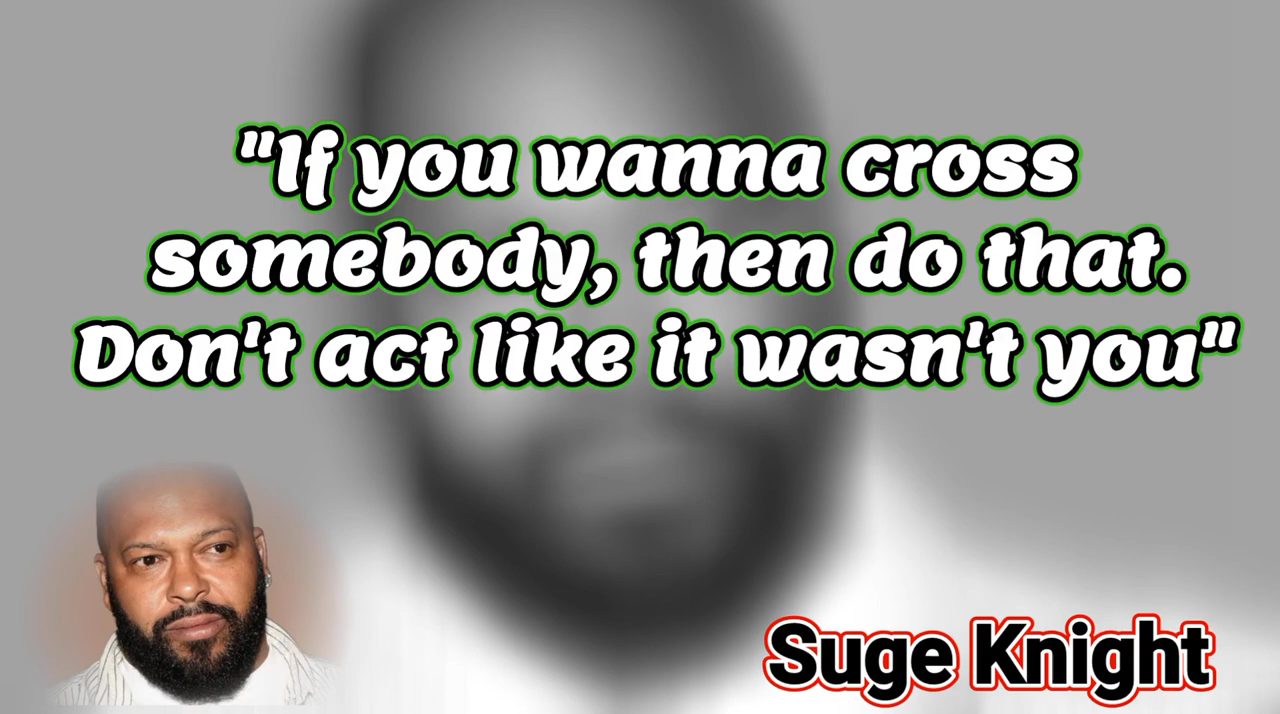 "If you wanna cross
somebody, then do that.
Don't act like it wasn't you"
Suge Knight